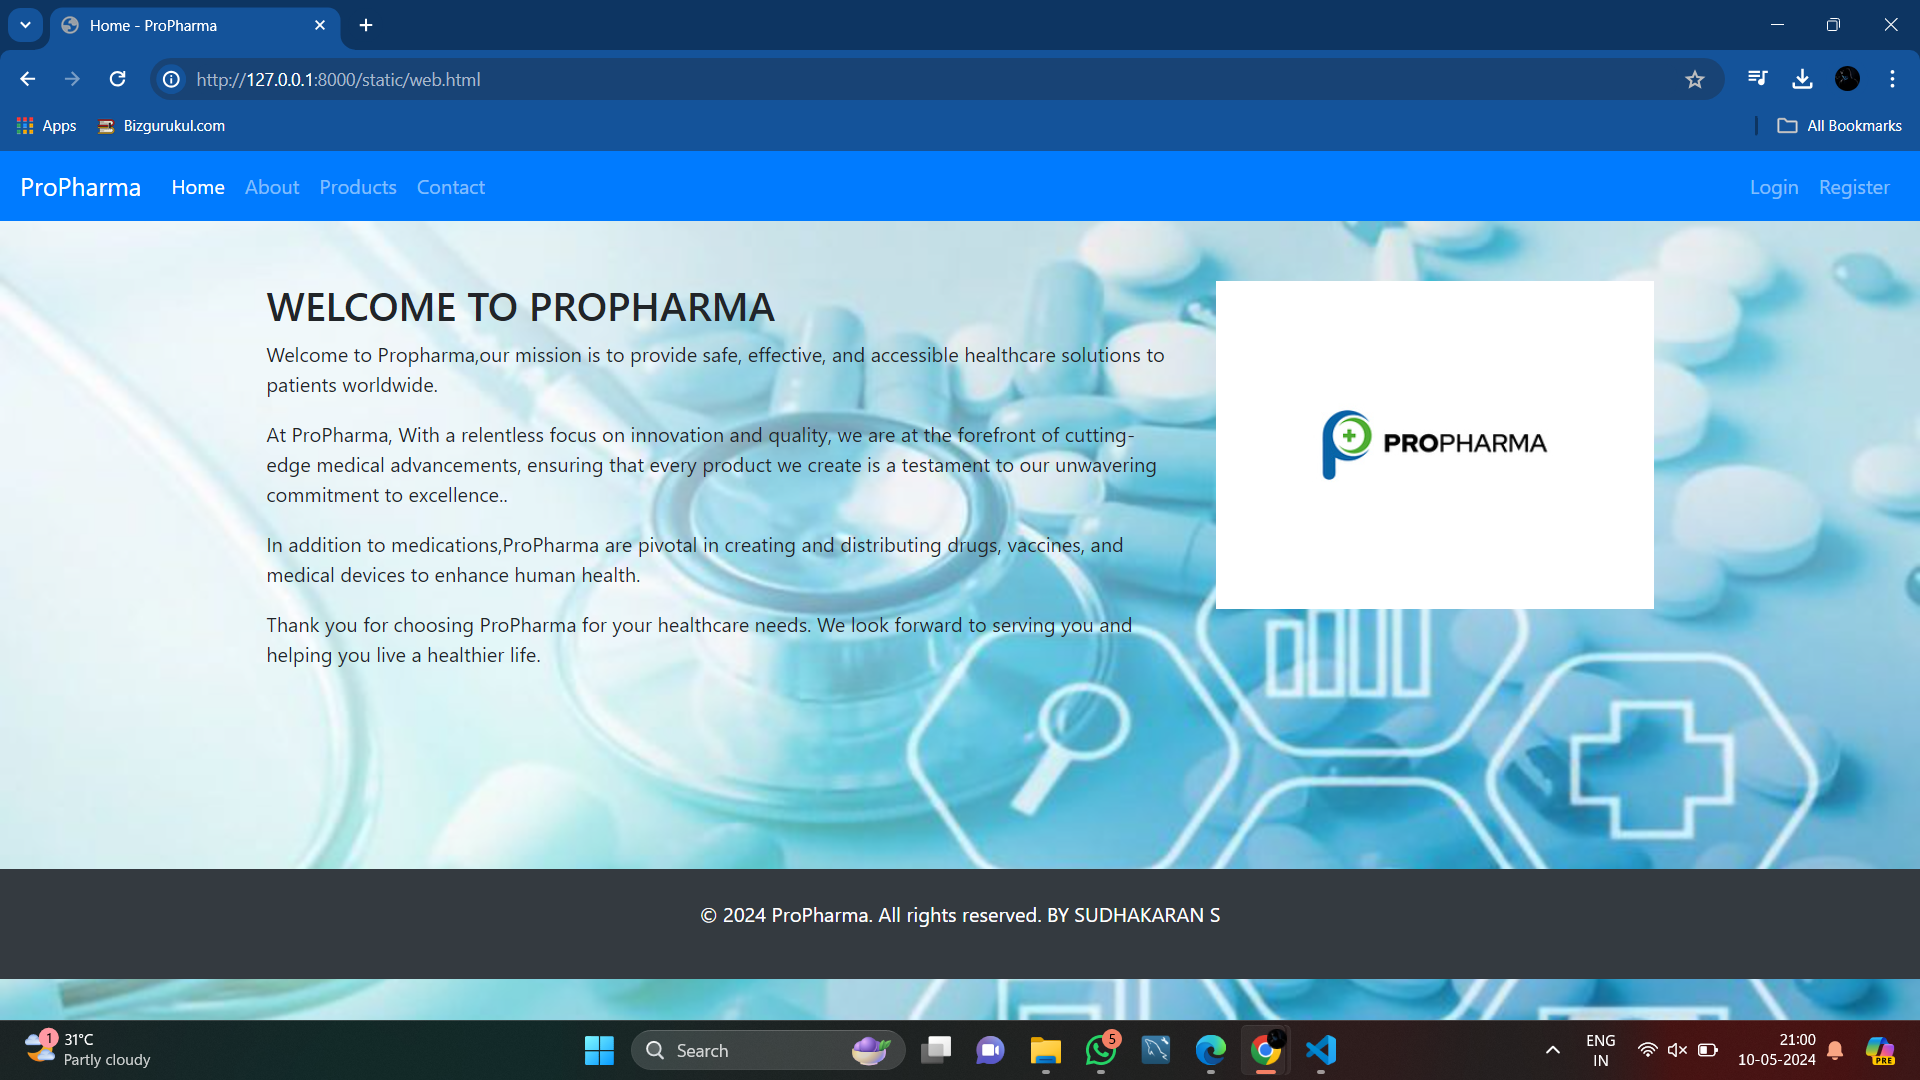 Home - ProPharma
http://127.0.0.1:8000/static/web.html
Apps
Bizgurukul.com
All Bookmarks
ProPharma
Home
About
Products
Contact
Login
Register
WELCOME TO PROPHARMA
Welcome to Propharma,our mission is to provide safe, effective, and accessible healthcare solutions to
patients worldwide.
At ProPharma, With a relentless focus on innovation and quality, we are at the forefront of cutting-
edge medical advancements, ensuring that every product we create is a testament to our unwavering
commitment to excellence..
In addition to medications,ProPharma are pivotal in creating and distributing drugs, vaccines, and
medical devices to enhance human health.
Thank you for choosing ProPharma for your healthcare needs. We look forward to serving you and
helping you live a healthier life.
PROPHARMA
© 2024 ProPharma. All rights reserved. BY SUDHAKARAN S
1
31°C
Partly cloudy
Search
5
ENG
IN
21:00
10-05-2024
PRE